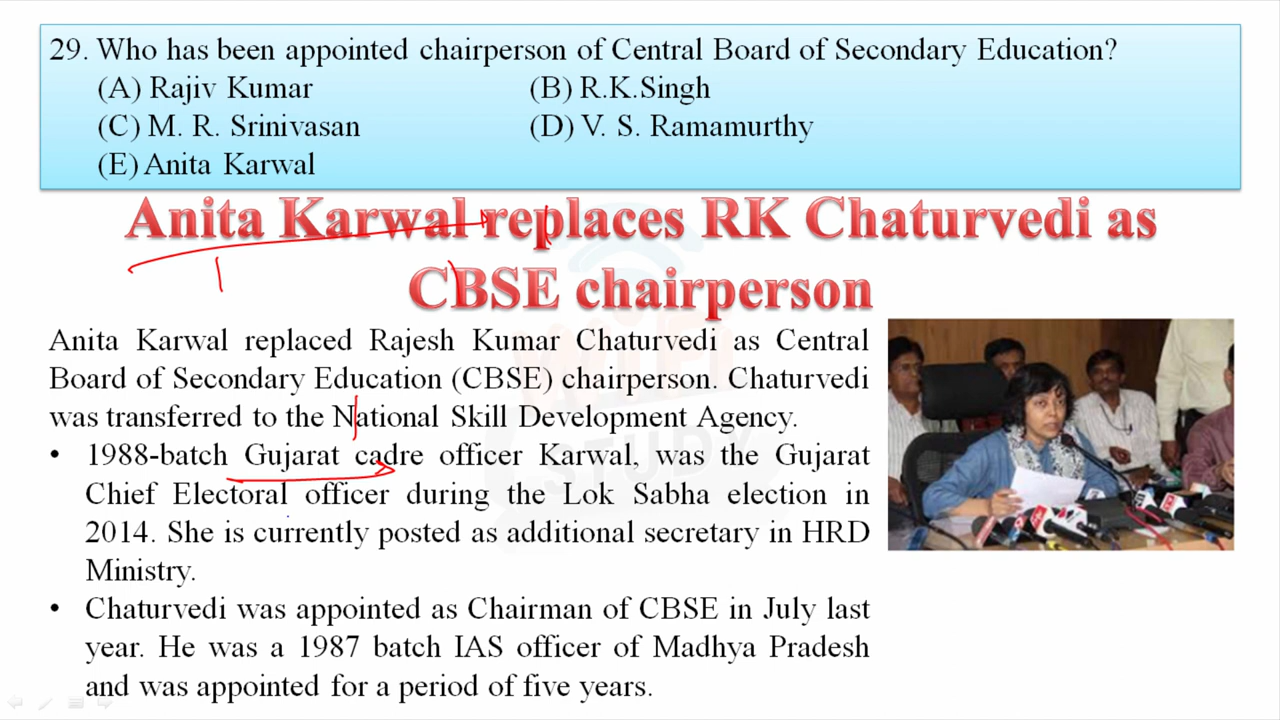 29. Who has been appointed chairperson of Central Board of Secondary Education?
(A) Rajiv Kumar (B) R.K.Singh
(C) M. R. Srinivasan (D) V. S. Ramamurthy
(E) Anita Karwal
Anita Karwal replaces RK Chaturvedi as
CBSE chairperson
Anita Karwal replaced Rajesh Kumar Chaturvedi as Central
Board of Secondary Education (CBSE) chairperson. Chaturvedi
was transferred to the National Skill Development Agency.
• 1988-batch Gujarat cadre officer Karwal, was the Gujarat
Chief Electoral officer during the Lok Sabha election in
2014. She is currently posted as additional secretary in HRD
Ministry.
• Chaturvedi was appointed as Chairman of CBSE in July last
year. He was a 1987 batch IAS officer of Madhya Pradesh
and was appointed for a period of five years.
STUDY